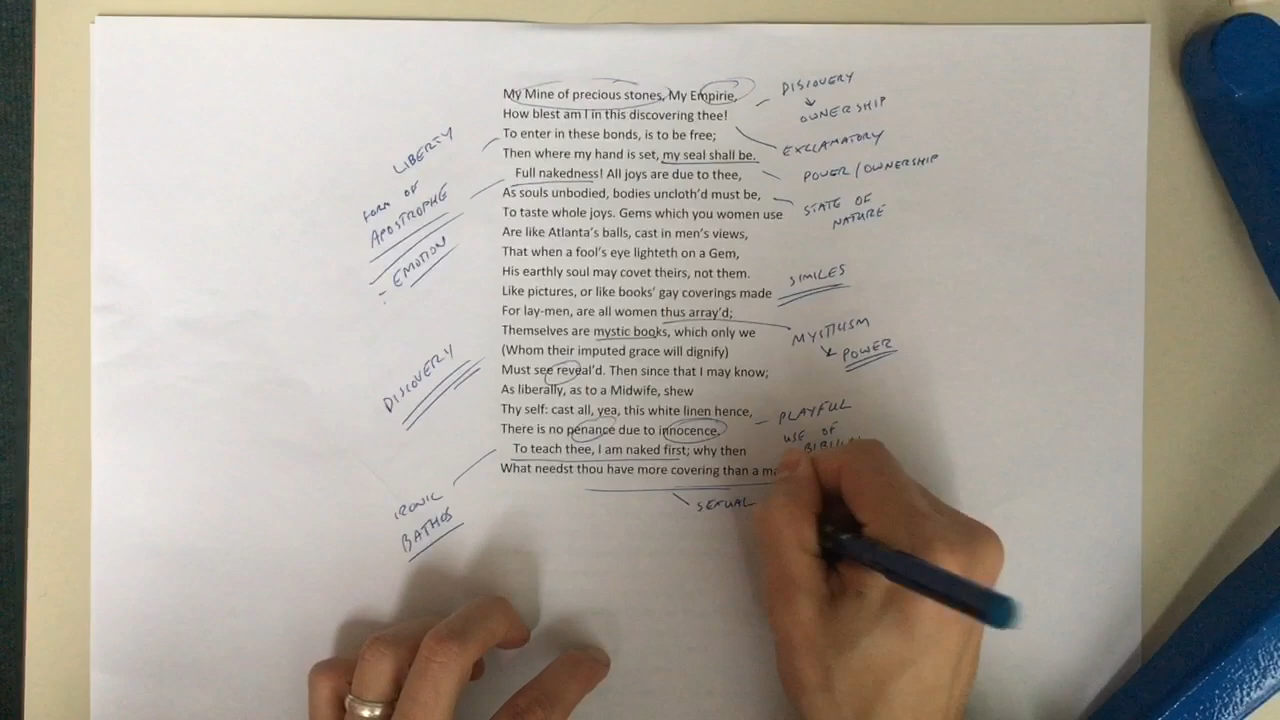 My Mine of precious stones, My Empirie,
How blest am I in this discovering thee!
To enter in these bonds, is to be free;
Then where my hand is set, my seal shall be.
Full nakedness! All joys are due to thee,
As souls unbodied, bodies uncloth'd must be,
To taste whole joys. Gems which you women use
Are like Atlanta's balls, cast in men's views,
That when a fool's eye lighteth on a Gem,
His earthly soul may covet theirs, not them.
Like pictures, or like books' gay coverings made
For lay-men, are all women thus array'd;
Themselves are mystic books, which only we
(Whom their imputed grace will dignify)
Must see reveal'd. Then since that I may know;
As liberally, as to a Midwife, shew
Thy self: cast all, yea, this white linen hence,
There is no penance due to innocence.
To teach thee, I am naked first; why then
What needst thou have more covering than a
LIBERTY
FORM OF
APOSTROPHE
- EMOTION
DISCOVERY
IRONIC
BATHOS
DISCOVERY
OWNERSHIP
EXCLAMATORY
POWER / OWNERSHIP
STATE OF
NATURE
SIMILES
MYSTICISM
POWER
PLAYFUL
USE OF
SEXUAL